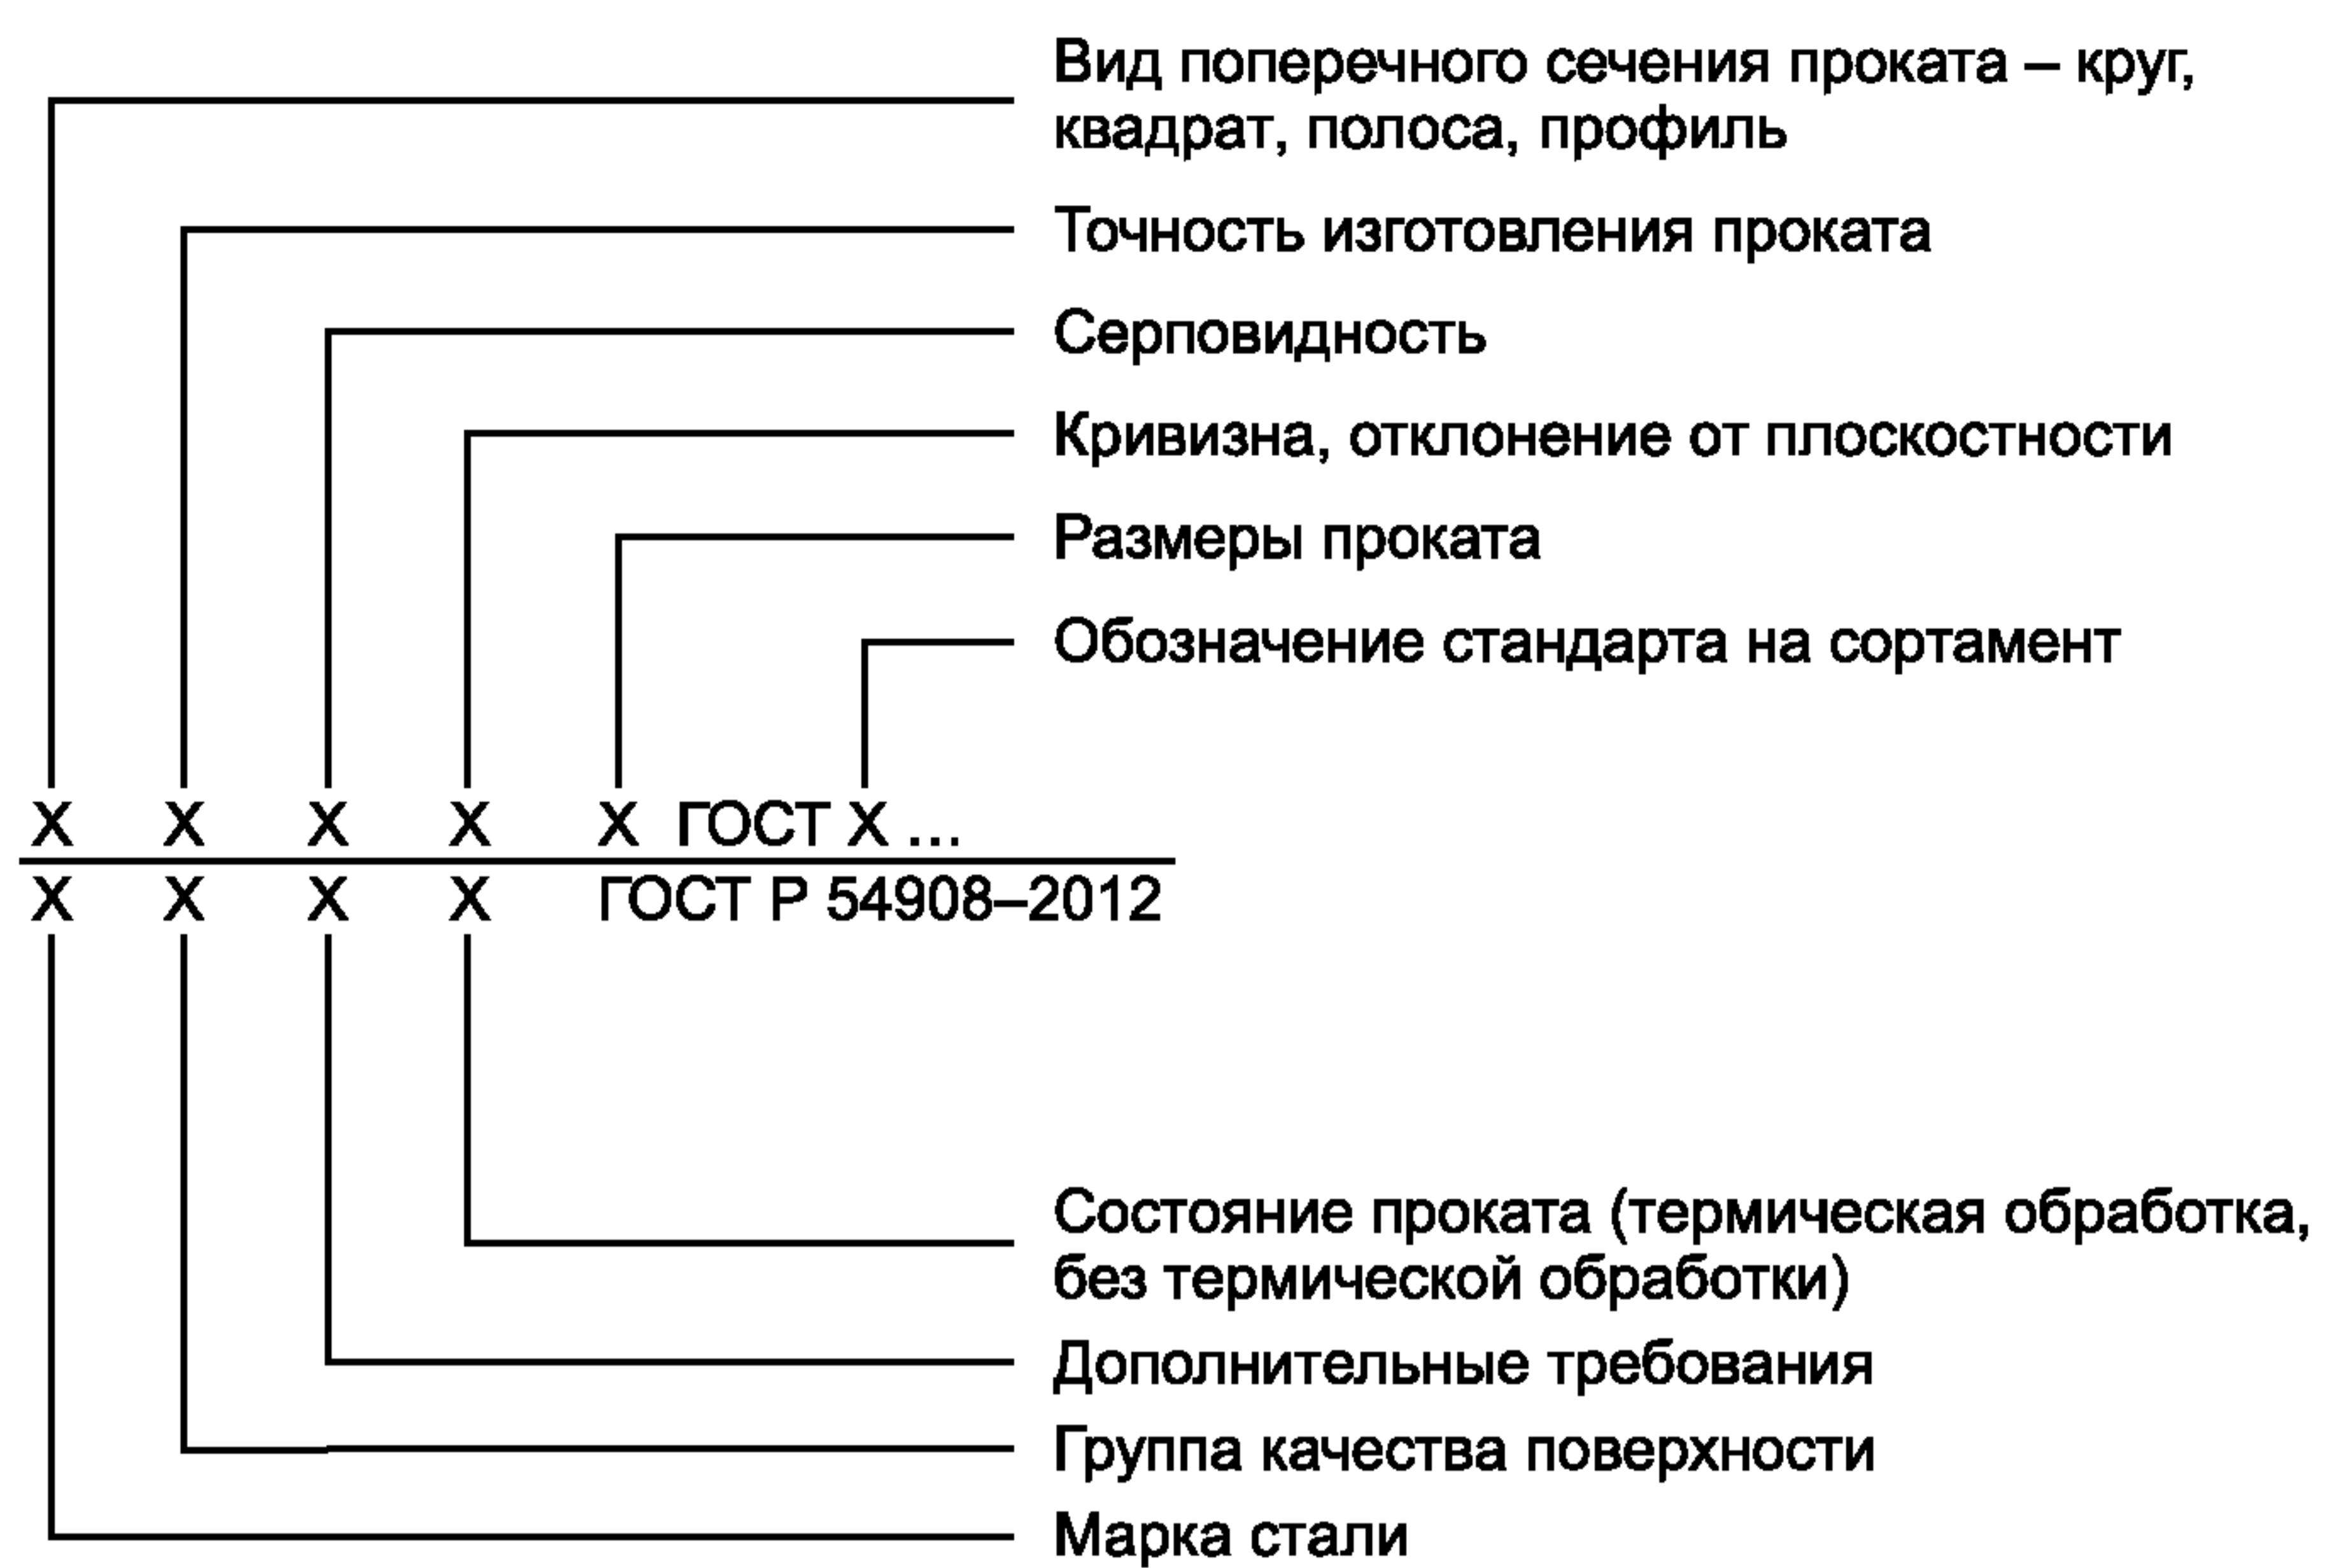 Вид поперечного сечения проката – круг,
квадрат, полоса, профиль
Точность изготовления проката
Серповидность
Кривизна, отклонение от плоскостности
Размеры проката
Обозначение стандарта на сортамент
Х Х Х Х Х ГОСТ Х ...
Х Х Х Х ГОСТ Р 54908–2012
Состояние проката (термическая обработка,
без термической обработки)
Дополнительные требования
Группа качества поверхности
Марка стали